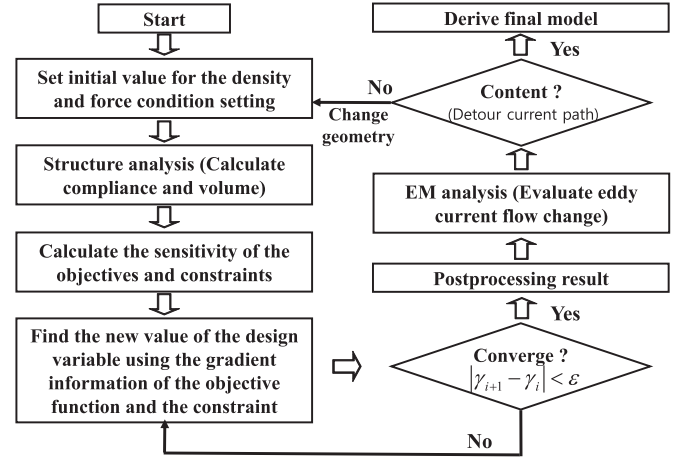 Start
Set initial value for the density
and force condition setting
Structure analysis (Calculate
compliance and volume)
Calculate the sensitivity of the
objectives and constraints
Find the new value of the design
variable using the gradient
information of the objective
function and the constraint
Converge ?
|γᵢ₊₁ − γᵢ| < ε
No
Yes
Postprocessing result
EM analysis (Evaluate eddy
current flow change)
Content ?
(Detour current path)
No
Change
geometry
Yes
Derive final model